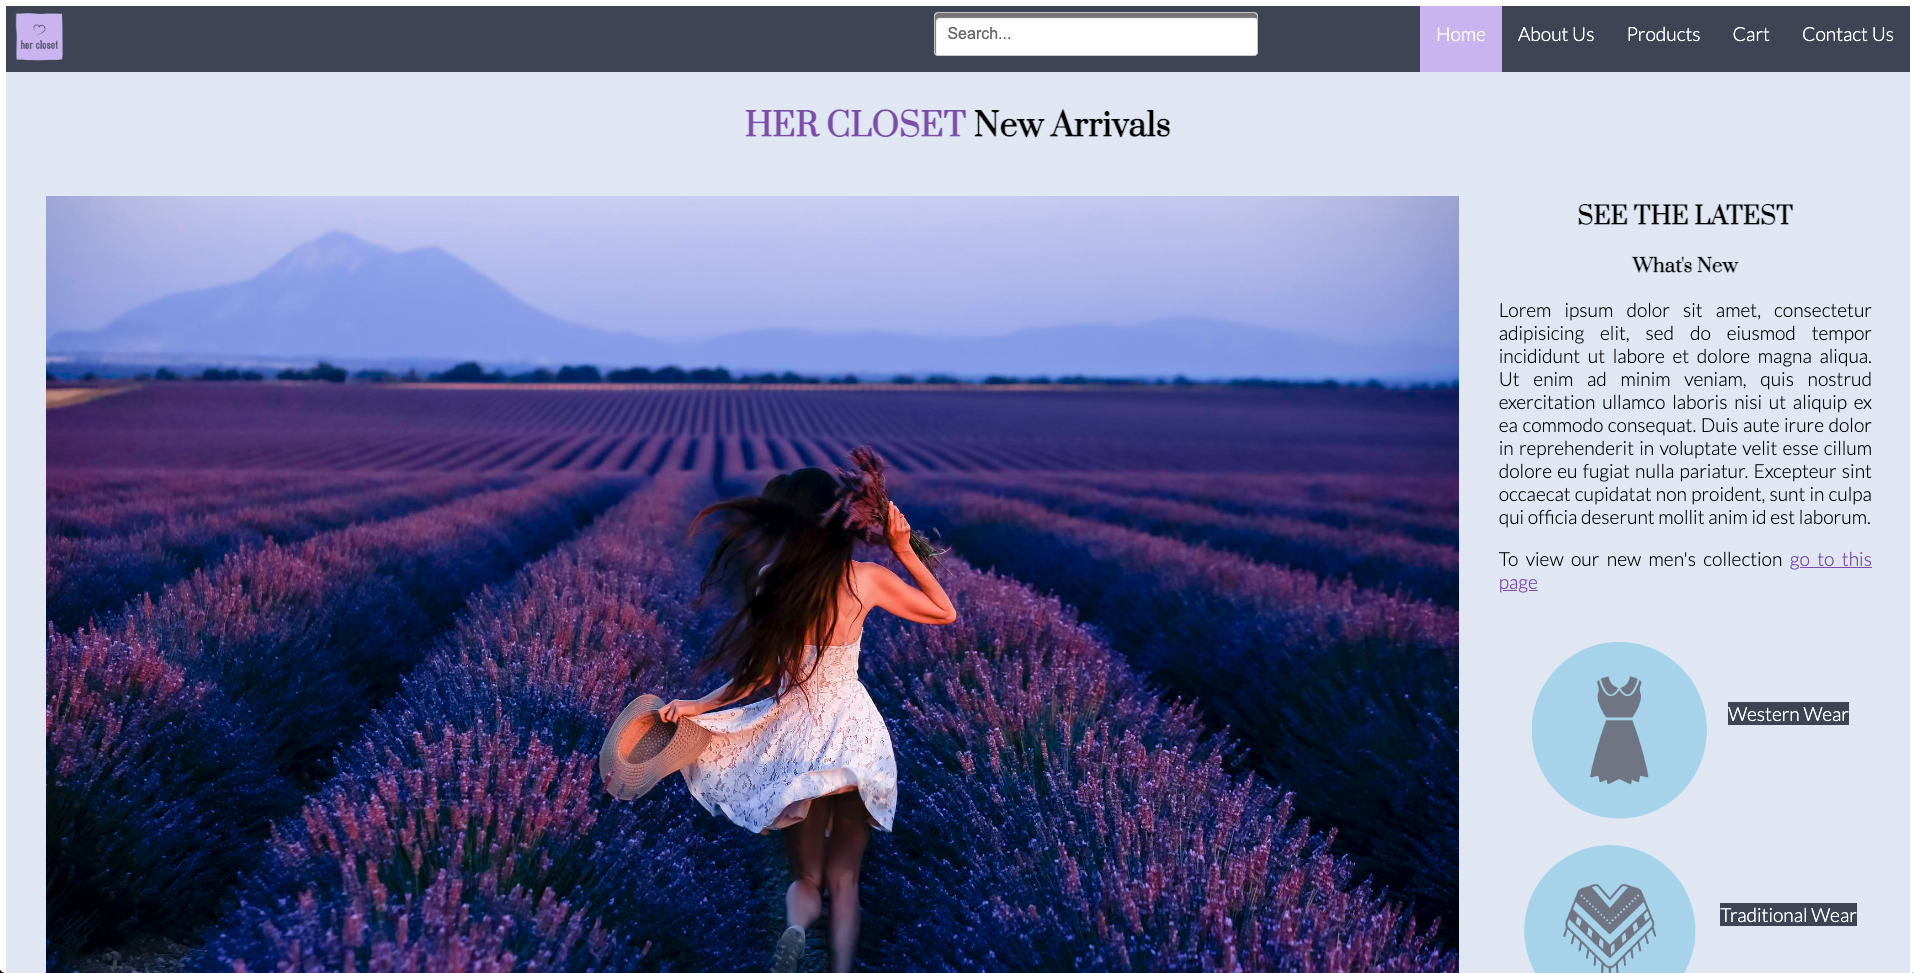 her closet
Search...
Home
About Us
Products
Cart
Contact Us
HER CLOSET New Arrivals
SEE THE LATEST
What's New
Lorem ipsum dolor sit amet, consectetur
adipisicing elit, sed do eiusmod tempor
incididunt ut labore et dolore magna aliqua.
Ut enim ad minim veniam, quis nostrud
exercitation ullamco laboris nisi ut aliquip ex
ea commodo consequat. Duis aute irure dolor
in reprehenderit in voluptate velit esse cillum
dolore eu fugiat nulla pariatur. Excepteur sint
occaecat cupidatat non proident, sunt in culpa
qui officia deserunt mollit anim id est laborum.
To view our new men's collection go to this
page
Western Wear
Traditional Wear